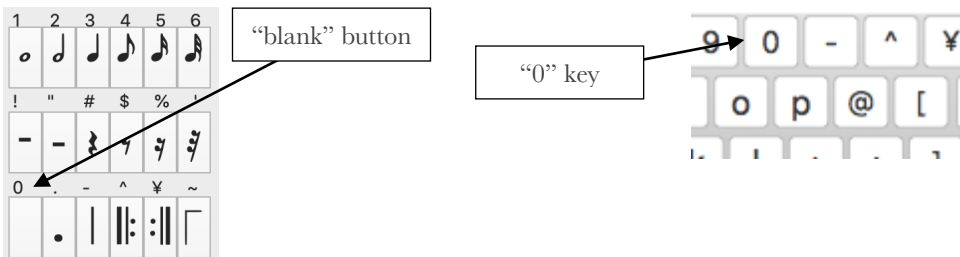 1 2 3 4 5 6
“blank” button
! " # $ % '
0 . - ^ ¥ ~
“0” key
9 0 - ^ ¥
o p @ [